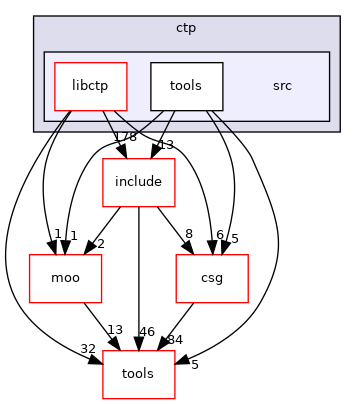 ctp
libctp
tools
src
178
13
include
1
1
2
8
6
5
moo
csg
13
46
84
32
5
tools